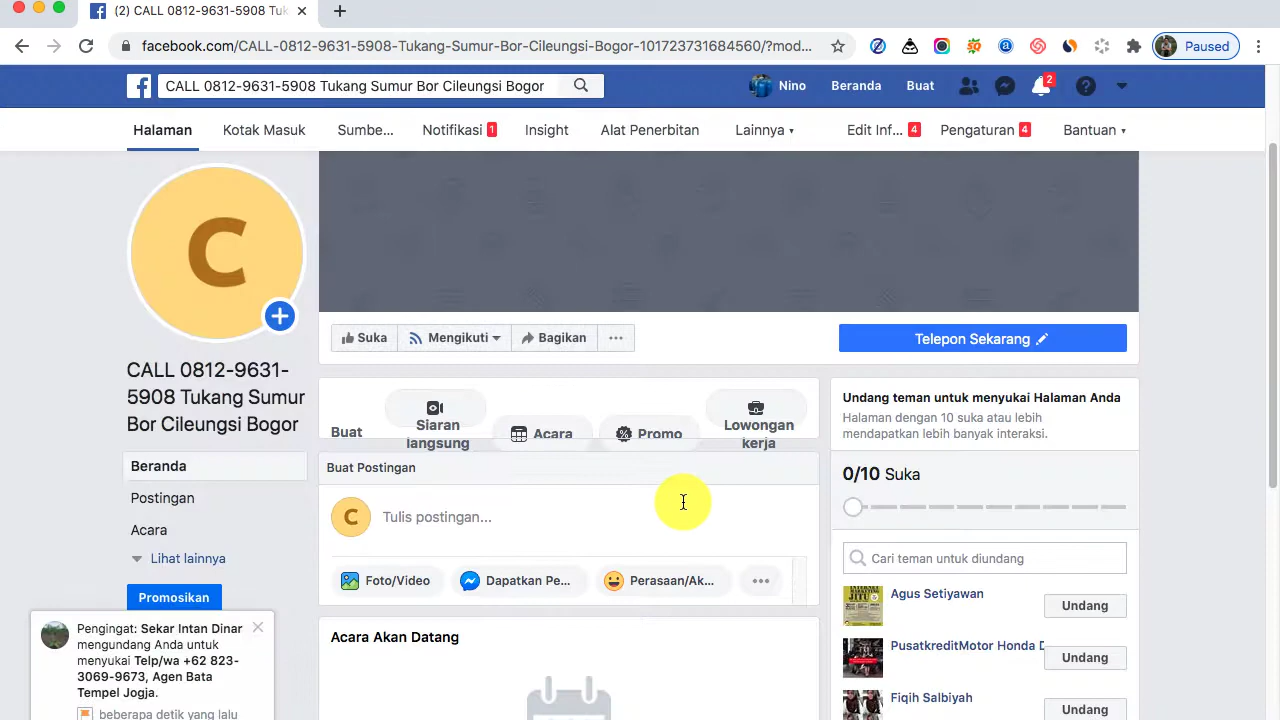 (2) CALL 0812-9631-5908 Tuk
facebook.com/CALL-0812-9631-5908-Tukang-Sumur-Bor-Cileungsi-Bogor-101723731684560/?mod...
Paused
CALL 0812-9631-5908 Tukang Sumur Bor Cileungsi Bogor
Nino
Beranda
Buat
2
Halaman
Kotak Masuk
Sumbe...
Notifikasi 1
Insight
Alat Penerbitan
Lainnya
Edit Inf... 4
Pengaturan 4
Bantuan
C
CALL 0812-9631-
5908 Tukang Sumur
Bor Cileungsi Bogor
Beranda
Postingan
Acara
Lihat lainnya
Promosikan
Suka
Mengikuti
Bagikan
...
Telepon Sekarang
Buat
Siaran
langsung
Acara
Promo
Lowongan
kerja
Buat Postingan
C
Tulis postingan...
Foto/Video
Dapatkan Pe...
Perasaan/Ak...
...
Acara Akan Datang
Undang teman untuk menyukai Halaman Anda
Halaman dengan 10 suka atau lebih
mendapatkan lebih banyak interaksi.
0/10 Suka
Cari teman untuk diundang
Agus Setiyawan
Undang
PusatkreditMotor Honda D
Undang
Fiqih Salbiyah
Undang
Pengingat: Sekar Intan Dinar
mengundang Anda untuk
menyukai Telp/wa +62 823-
3069-9673, Agen Bata
Tempel Jogja.
beberapa detik yang lalu